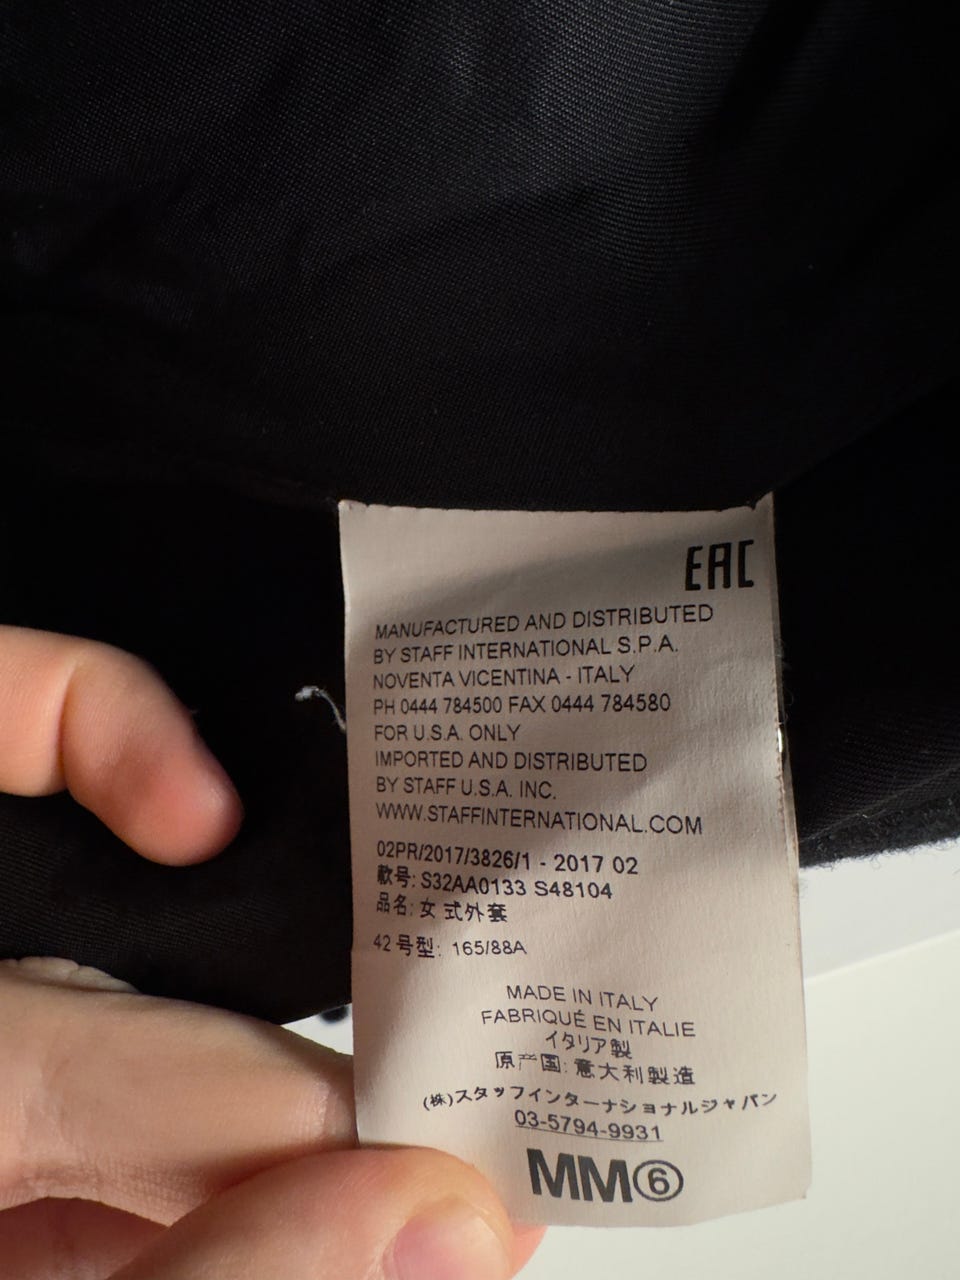 EAC
MANUFACTURED AND DISTRIBUTED
BY STAFF INTERNATIONAL S.P.A.
NOVENTA VICENTINA - ITALY
PH 0444 784500 FAX 0444 784580
FOR U.S.A. ONLY
IMPORTED AND DISTRIBUTED
BY STAFF U.S.A. INC.
WWW.STAFFINTERNATIONAL.COM
02PR/2017/3826/1 - 2017 02
款号: S32AA0133 S48104
品名: 女式外套
42 号型: 165/88A
MADE IN ITALY
FABRIQUÉ EN ITALIE
イタリア製
原产国: 意大利製造
(株)スタッフインターナショナルジャパン
03-5794-9931
MM⑥